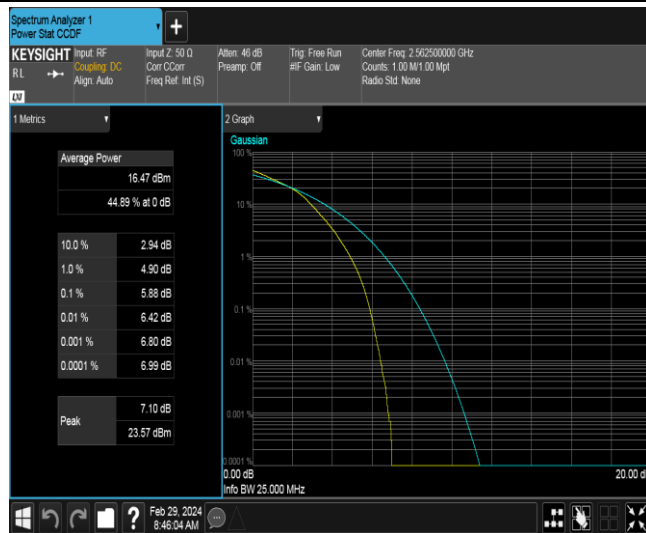 Spectrum Analyzer 1
Power Stat CCDF
+
KEYSIGHT
RL
Input: RF
Coupling: DC
Align: Auto
Input Z: 50 Ω
Corr CCorr
Freq Ref: Int (S)
Atten: 46 dB
Preamp: Off
Trig: Free Run
#IF Gain: Low
Center Freq: 2.562500000 GHz
Counts: 1.00 M/1.00 Mpt
Radio Std: None
1 Metrics
Average Power
16.47 dBm
44.89 % at 0 dB
10.0 % 2.94 dB
1.0 % 4.90 dB
0.1 % 5.88 dB
0.01 % 6.42 dB
0.001 % 6.80 dB
0.0001 % 6.99 dB
Peak
7.10 dB
23.57 dBm
2 Graph
Gaussian
100 %
10 %
1 %
0.1 %
0.01 %
0.001 %
0.0001 %
0.00 dB
20.00 d
Info BW 25.000 MHz
?
Feb 29, 2024
8:46:04 AM